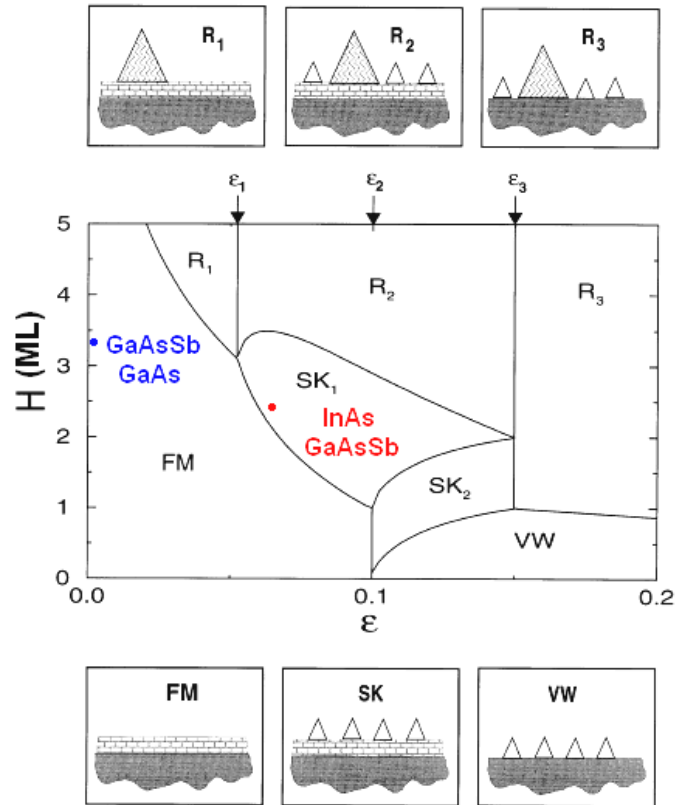 R₁
R₂
R₃
ε₁
ε₂
ε₃
5
4
3
2
1
0
H (ML)
R₁
R₂
R₃
GaAsSb
GaAs
SK₁
InAs
GaAsSb
FM
SK₂
VW
0.0
0.1
0.2
ε
FM
SK
VW